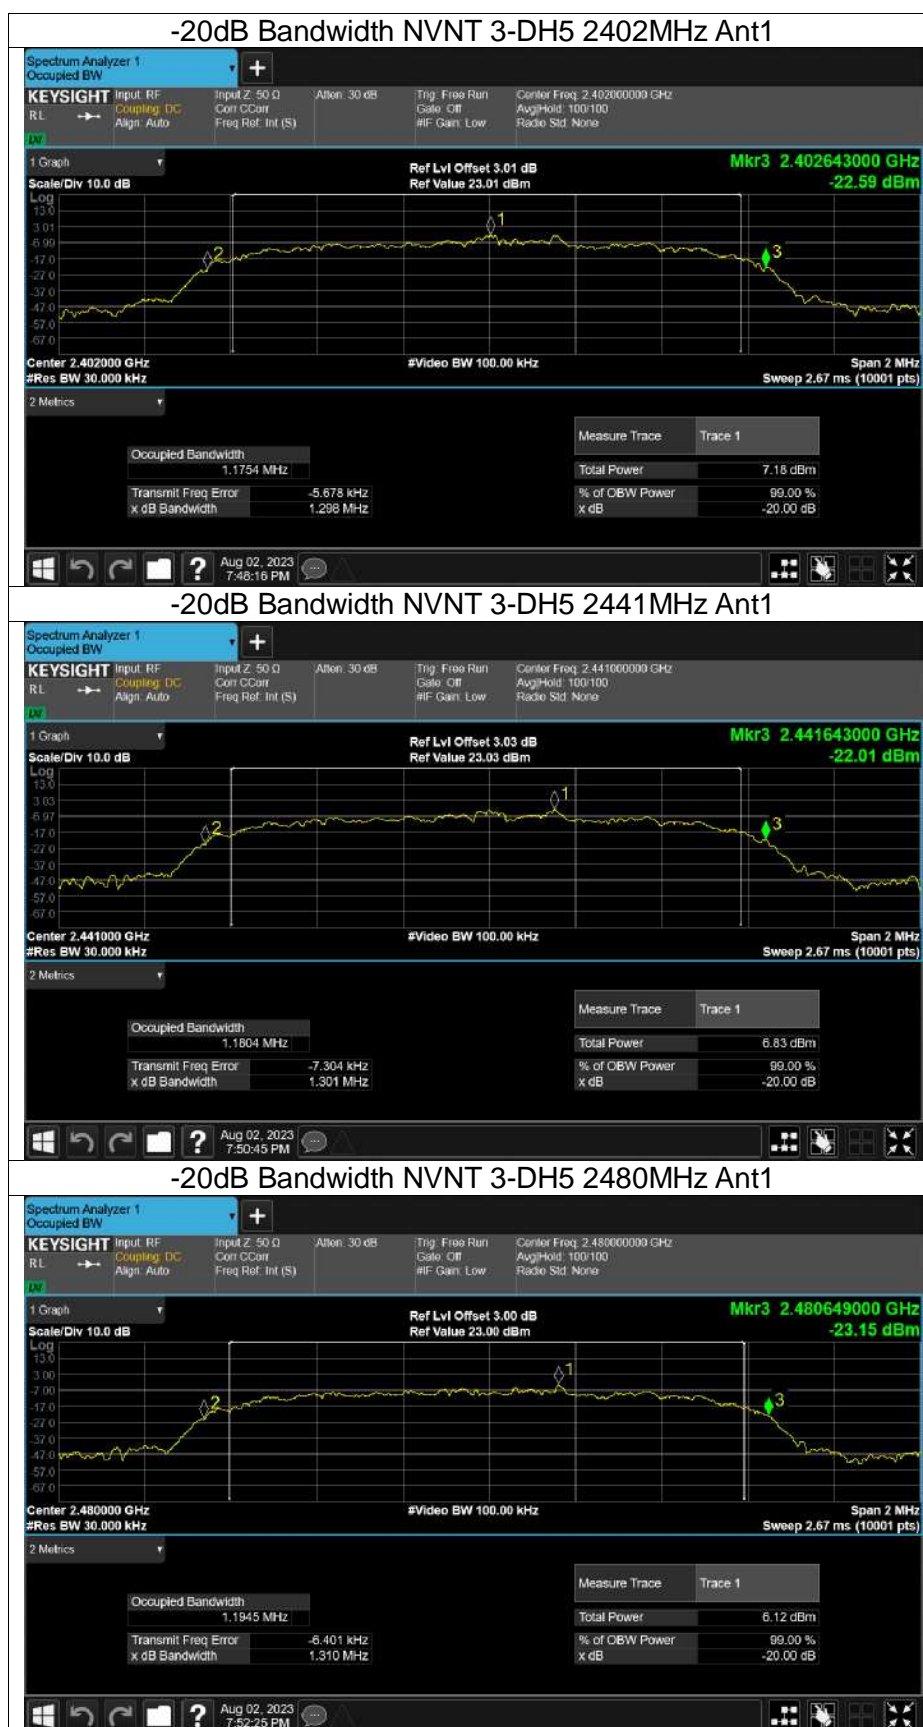 -20dB Bandwidth NVNT 3-DH5 2402MHz Ant1
Spectrum Analyzer 1
Occupied BW
+
KEYSIGHT Input: RF Input Z: 50 Ω Atten: 30 dB Trig: Free Run Center Freq: 2.402000000 GHz
RL Coupling: DC Corr CCorr Gate: Off Avg|Hold: 100/100
Align: Auto Freq Ref: Int (S) #IF Gain: Low Radio Std: None
LXI
1 Graph Ref Lvl Offset 3.01 dB Mkr3 2.402643000 GHz
Scale/Div 10.0 dB Ref Value 23.01 dBm -22.59 dBm
Log
13.0
3.01
-6.99
-17.0
-27.0
-37.0
-47.0
-57.0
-67.0
1
2
3
Center 2.402000 GHz #Video BW 100.00 kHz Span 2 MHz
#Res BW 30.000 kHz Sweep 2.67 ms (10001 pts)
2 Metrics
Measure Trace Trace 1
Occupied Bandwidth
1.1754 MHz Total Power 7.18 dBm
Transmit Freq Error -5.678 kHz % of OBW Power 99.00 %
x dB Bandwidth 1.298 MHz x dB -20.00 dB
? Aug 02, 2023
7:48:16 PM
-20dB Bandwidth NVNT 3-DH5 2441MHz Ant1
Spectrum Analyzer 1
Occupied BW
+
KEYSIGHT Input: RF Input Z: 50 Ω Atten: 30 dB Trig: Free Run Center Freq: 2.441000000 GHz
RL Coupling: DC Corr CCorr Gate: Off Avg|Hold: 100/100
Align: Auto Freq Ref: Int (S) #IF Gain: Low Radio Std: None
LXI
1 Graph Ref Lvl Offset 3.03 dB Mkr3 2.441643000 GHz
Scale/Div 10.0 dB Ref Value 23.03 dBm -22.01 dBm
Log
13.0
3.03
-6.97
-17.0
-27.0
-37.0
-47.0
-57.0
-67.0
1
2
3
Center 2.441000 GHz #Video BW 100.00 kHz Span 2 MHz
#Res BW 30.000 kHz Sweep 2.67 ms (10001 pts)
2 Metrics
Measure Trace Trace 1
Occupied Bandwidth
1.1804 MHz Total Power 6.83 dBm
Transmit Freq Error -7.304 kHz % of OBW Power 99.00 %
x dB Bandwidth 1.301 MHz x dB -20.00 dB
? Aug 02, 2023
7:50:45 PM
-20dB Bandwidth NVNT 3-DH5 2480MHz Ant1
Spectrum Analyzer 1
Occupied BW
+
KEYSIGHT Input: RF Input Z: 50 Ω Atten: 30 dB Trig: Free Run Center Freq: 2.480000000 GHz
RL Coupling: DC Corr CCorr Gate: Off Avg|Hold: 100/100
Align: Auto Freq Ref: Int (S) #IF Gain: Low Radio Std: None
LXI
1 Graph Ref Lvl Offset 3.00 dB Mkr3 2.480649000 GHz
Scale/Div 10.0 dB Ref Value 23.00 dBm -23.15 dBm
Log
13.0
3.00
-7.00
-17.0
-27.0
-37.0
-47.0
-57.0
-67.0
1
2
3
Center 2.480000 GHz #Video BW 100.00 kHz Span 2 MHz
#Res BW 30.000 kHz Sweep 2.67 ms (10001 pts)
2 Metrics
Measure Trace Trace 1
Occupied Bandwidth
1.1945 MHz Total Power 6.12 dBm
Transmit Freq Error -6.401 kHz % of OBW Power 99.00 %
x dB Bandwidth 1.310 MHz x dB -20.00 dB
? Aug 02, 2023
7:52:25 PM